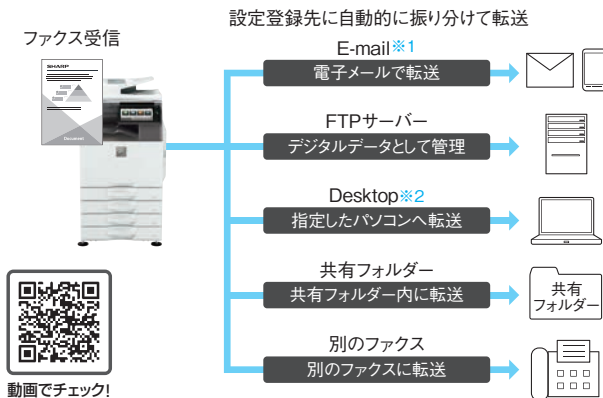 設定登録先に自動的に振り分けて転送
ファクス受信
SHARP
Document
E-mail※1
電子メールで転送
FTPサーバー
デジタルデータとして管理
Desktop※2
指定したパソコンへ転送
共有フォルダー
共有フォルダー内に転送
共有
フォルダー
別のファクス
別のファクスに転送
動画でチェック!